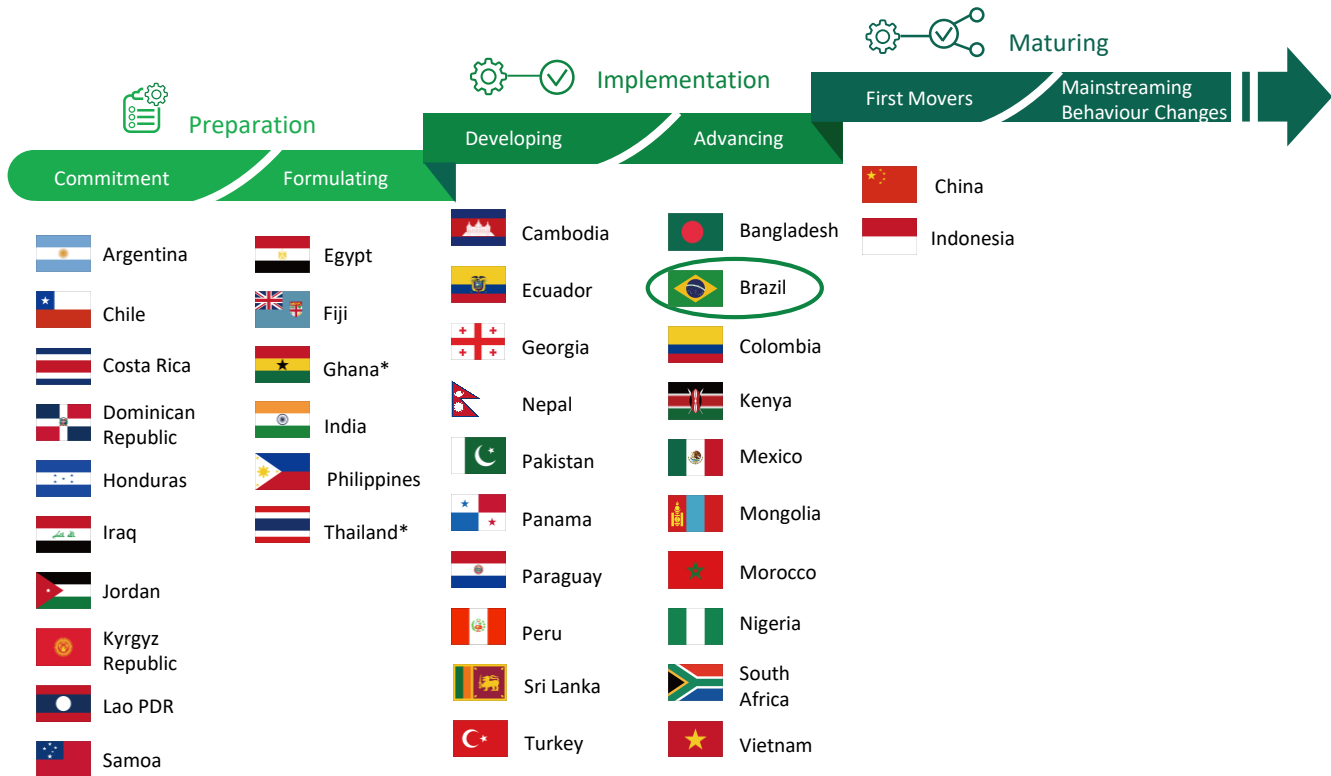 Preparation
Commitment
Formulating
Argentina
Chile
Costa Rica
Dominican
Republic
Honduras
Iraq
Jordan
Kyrgyz
Republic
Lao PDR
Samoa
Egypt
Fiji
Ghana*
India
Philippines
Thailand*
Implementation
Developing
Advancing
Cambodia
Ecuador
Georgia
Nepal
Pakistan
Panama
Paraguay
Peru
Sri Lanka
Turkey
Bangladesh
Brazil
Colombia
Kenya
Mexico
Mongolia
Morocco
Nigeria
South
Africa
Vietnam
Maturing
First Movers
Mainstreaming
Behaviour Changes
China
Indonesia